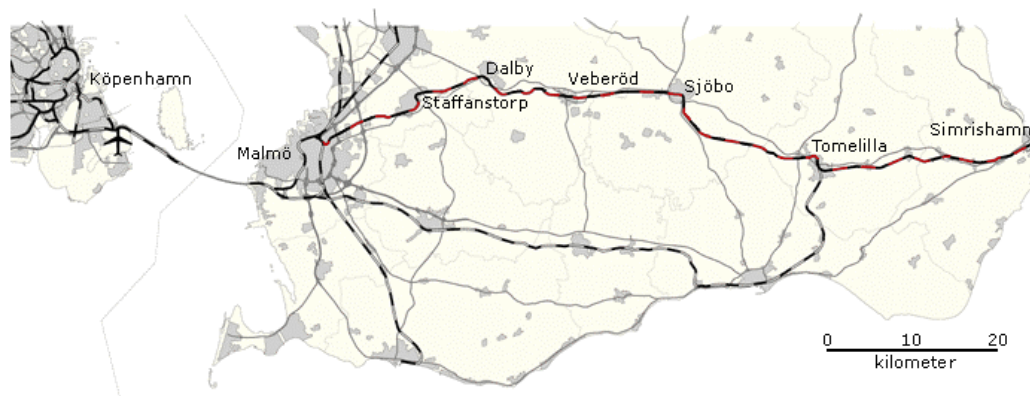 Köpenhamn
Malmö
Staffanstorp
Dalby
Veberöd
Sjöbo
Tomelilla
Simrishamn
0 10 20
kilometer